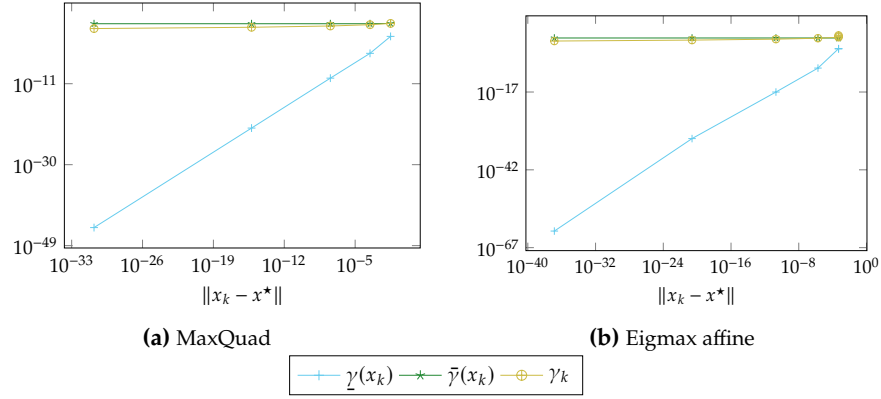 10⁻¹¹
10⁻³⁰
10⁻⁴⁹
10⁻³³ 10⁻²⁶ 10⁻¹⁹ 10⁻¹² 10⁻⁵
‖x_k − x⋆‖
(a) MaxQuad
10⁻¹⁷
10⁻⁴²
10⁻⁶⁷
10⁻⁴⁰ 10⁻³² 10⁻²⁴ 10⁻¹⁶ 10⁻⁸ 10⁰
‖x_k − x⋆‖
(b) Eigmax affine
γ̲(x_k) γ̄(x_k) γ_k